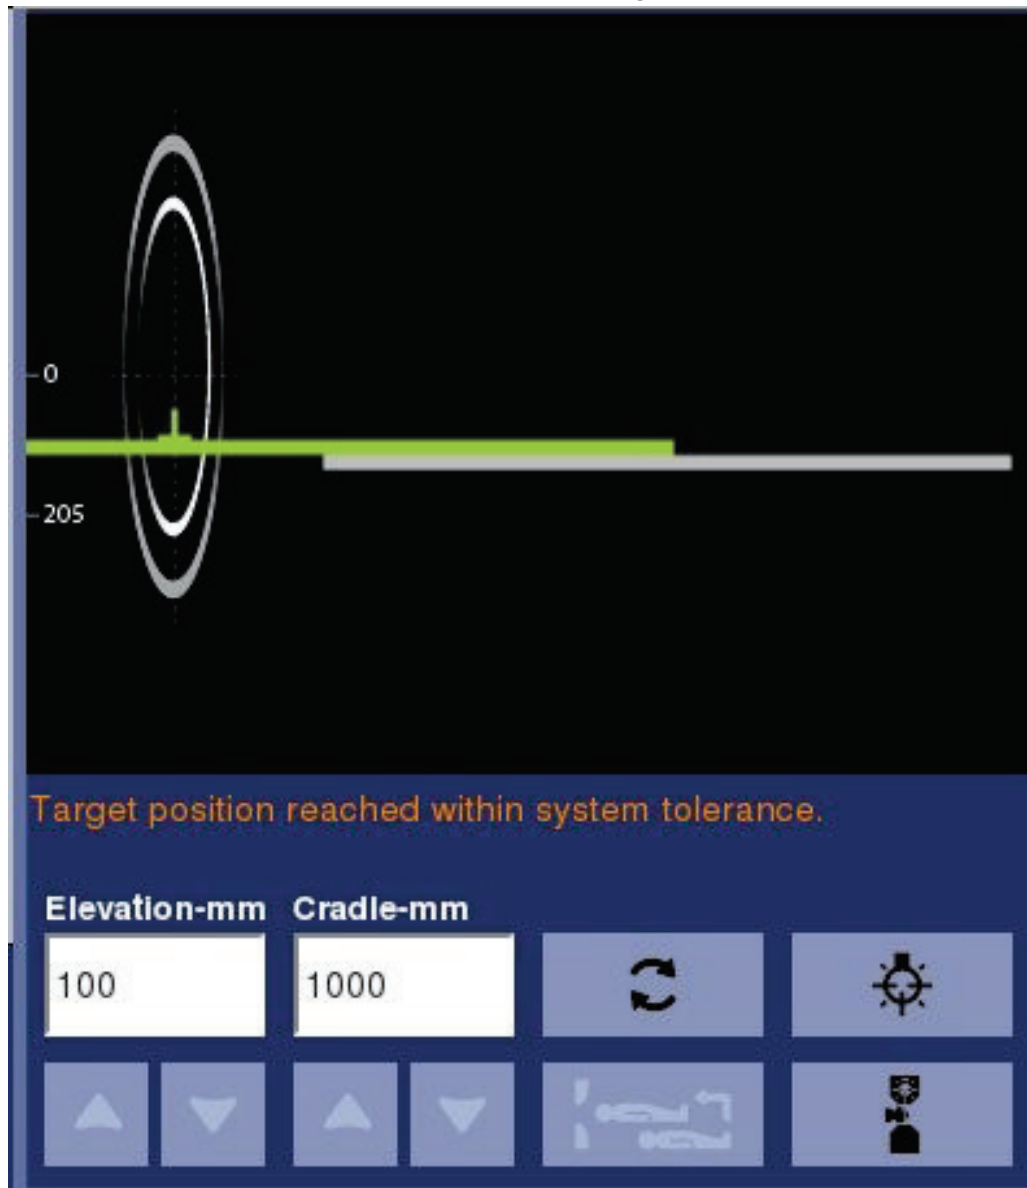 0
205
Target position reached within system tolerance.
Elevation-mm Cradle-mm
100 1000